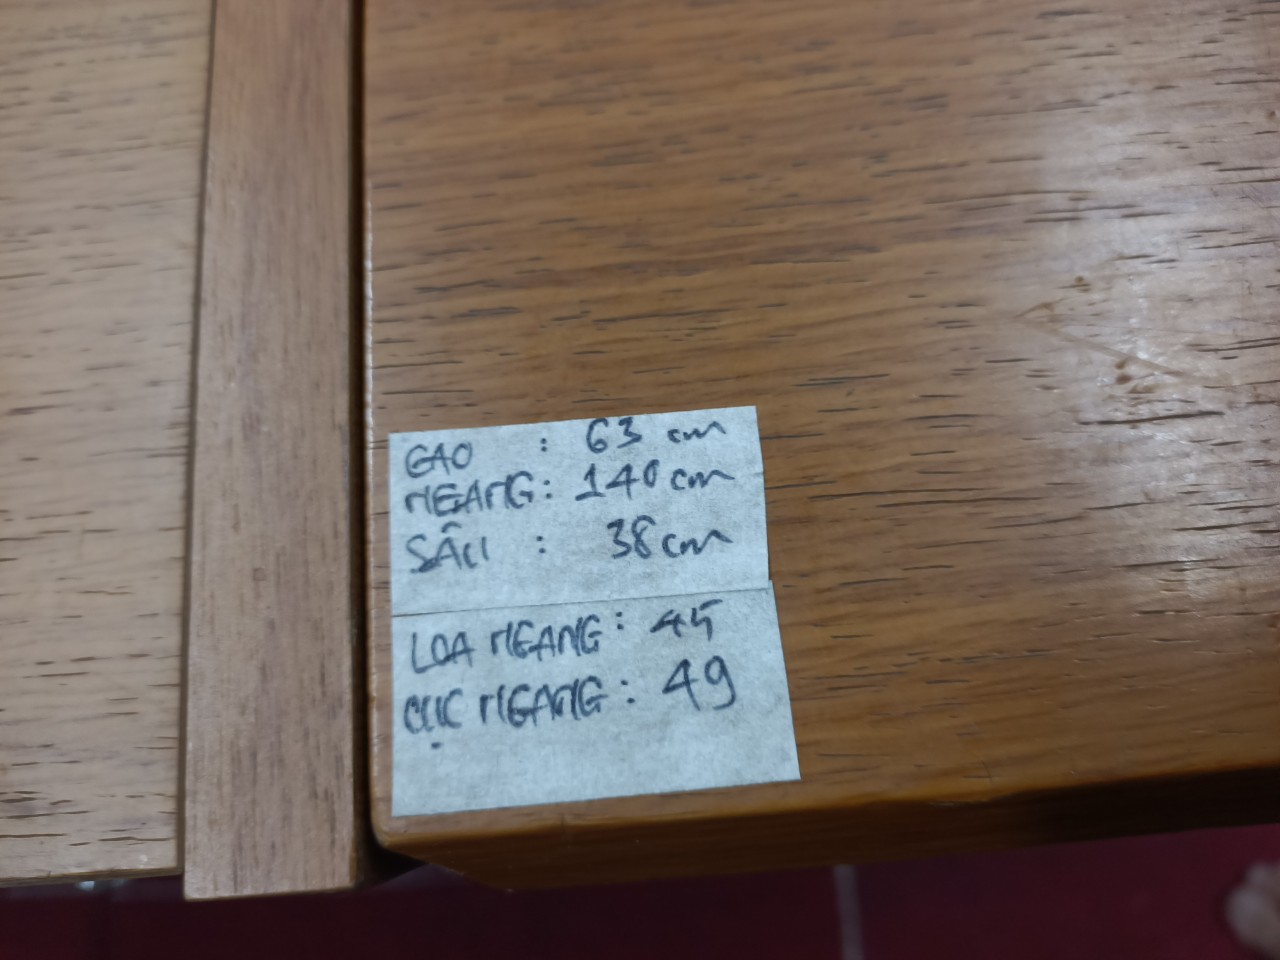 CAO : 63 cm
NGANG : 140 cm
SÂU : 38 cm
LOA NGANG : 45
CỤC NGANG : 49